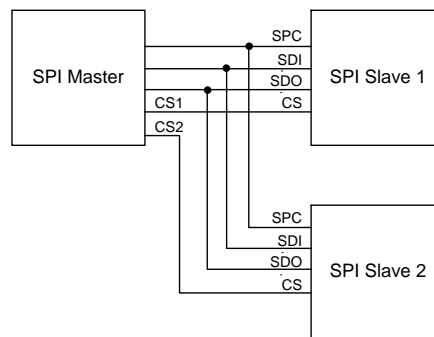 SPI Master
CS1
CS2
SPC
SDI
SDO
CS
SPI Slave 1
SPC
SDI
SDO
CS
SPI Slave 2